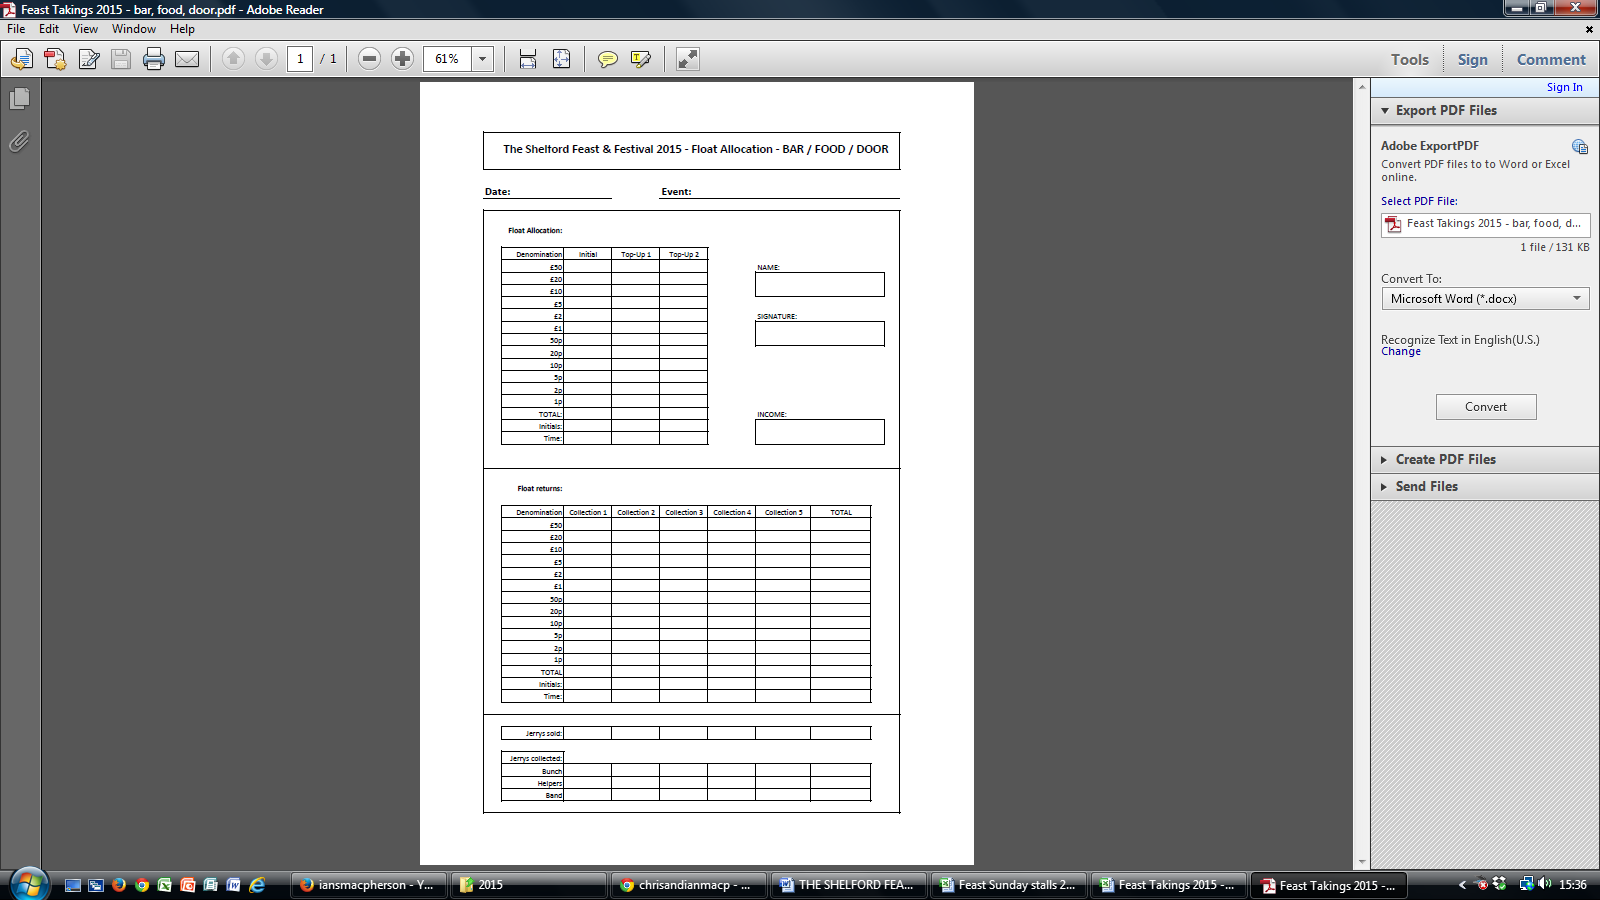 Feast Takings 2015 - bar, food, door.pdf - Adobe Reader
File Edit View Window Help
1 / 1 61% Tools Sign Comment
Sign In
Export PDF Files
Adobe ExportPDF
Convert PDF files to to Word or Excel
online.
Select PDF File:
Feast Takings 2015 - bar, food, d...
1 file / 131 KB
Convert To:
Microsoft Word (*.docx)
Recognize Text in English(U.S.)
Change
Convert
Create PDF Files
Send Files
The Shelford Feast & Festival 2015 - Float Allocation - BAR / FOOD / DOOR
Date: Event:
Float Allocation:
Denomination Initial Top-Up 1 Top-Up 2
£50
£20
£10
£5
£2
£1
50p
20p
10p
5p
2p
1p
TOTAL:
Initials:
Time:
NAME:
SIGNATURE:
INCOME:
Float returns:
Denomination Collection 1 Collection 2 Collection 3 Collection 4 Collection 5 TOTAL
£50
£20
£10
£5
£2
£1
50p
20p
10p
5p
2p
1p
TOTAL
Initials:
Time:
Jerrys sold:
Jerrys collected:
Bunch
Helpers
Band
iansmacpherson - Y... 2015 chrisandianmacp - ... THE SHELFORD FEA... Feast Sunday stalls 2... Feast Takings 2015 -... Feast Takings 2015 -... 15:36